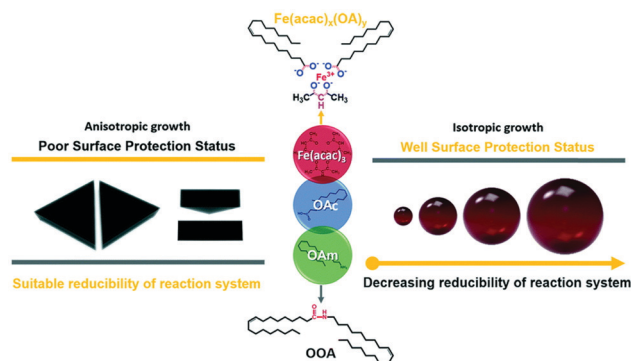 Fe(acac)x(OA)y
O⁻ O⁻
O⁻ Fe³⁺ O⁻
O⁻ O⁻
H₃C C CH₃
H
Anisotropic growth
Poor Surface Protection Status
Suitable reducibility of reaction system
Fe(acac)₃
OAc
OAm
O
C N
H
OOA
Isotropic growth
Well Surface Protection Status
Decreasing reducibility of reaction system